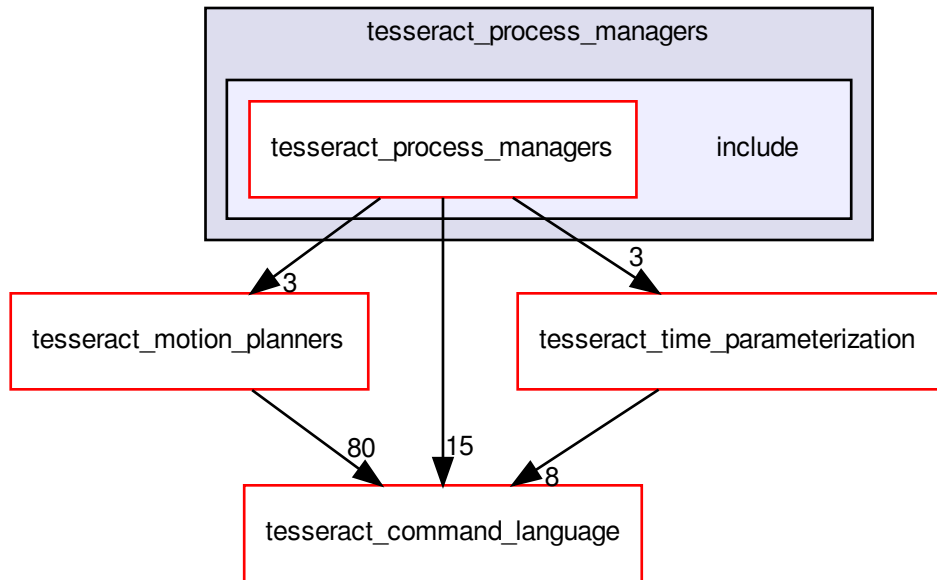 tesseract_process_managers
tesseract_process_managers
include
3
3
tesseract_motion_planners
tesseract_time_parameterization
80
15
8
tesseract_command_language